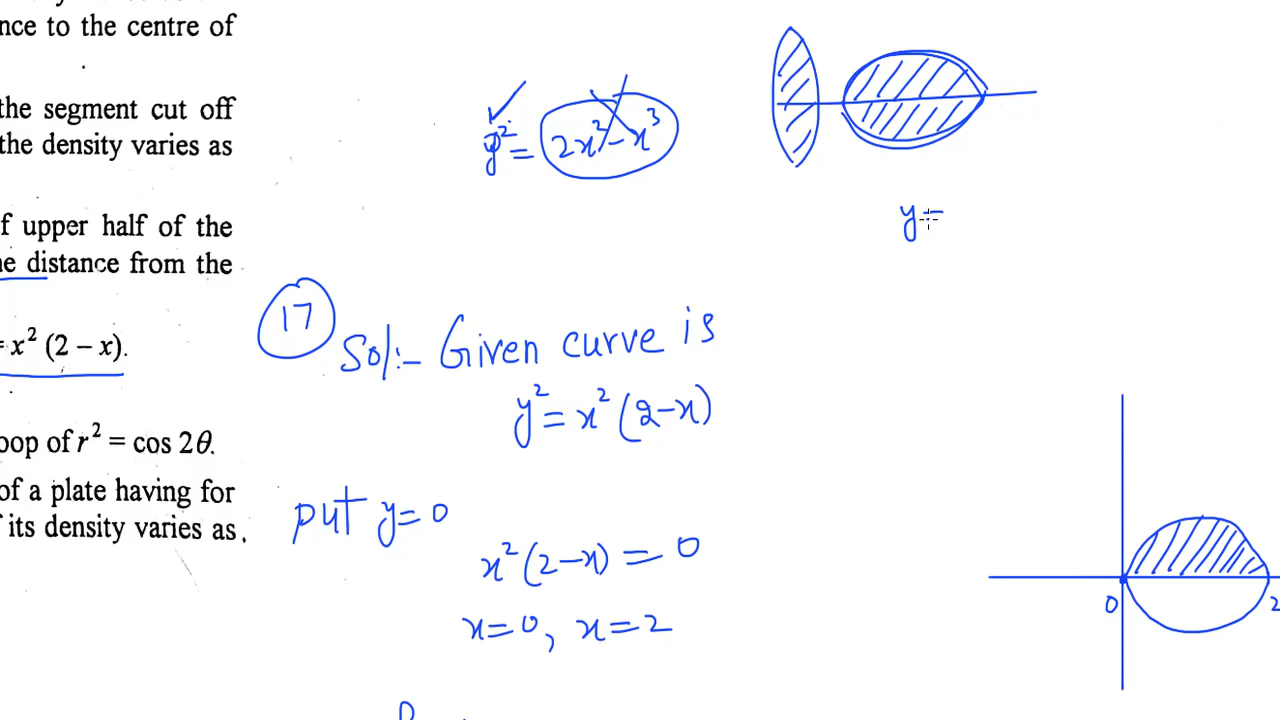 nce to the centre of
the segment cut off
the density varies as
f upper half of the
e distance from the
= x² (2 – x).
oop of r² = cos 2θ.
of a plate having for
its density varies as
y² = 2x² – x³
y =
17
Sol:– Given curve is
y² = x² (2–x)
put y=0
x² (2–x) = 0
x=0, x=2
0
2